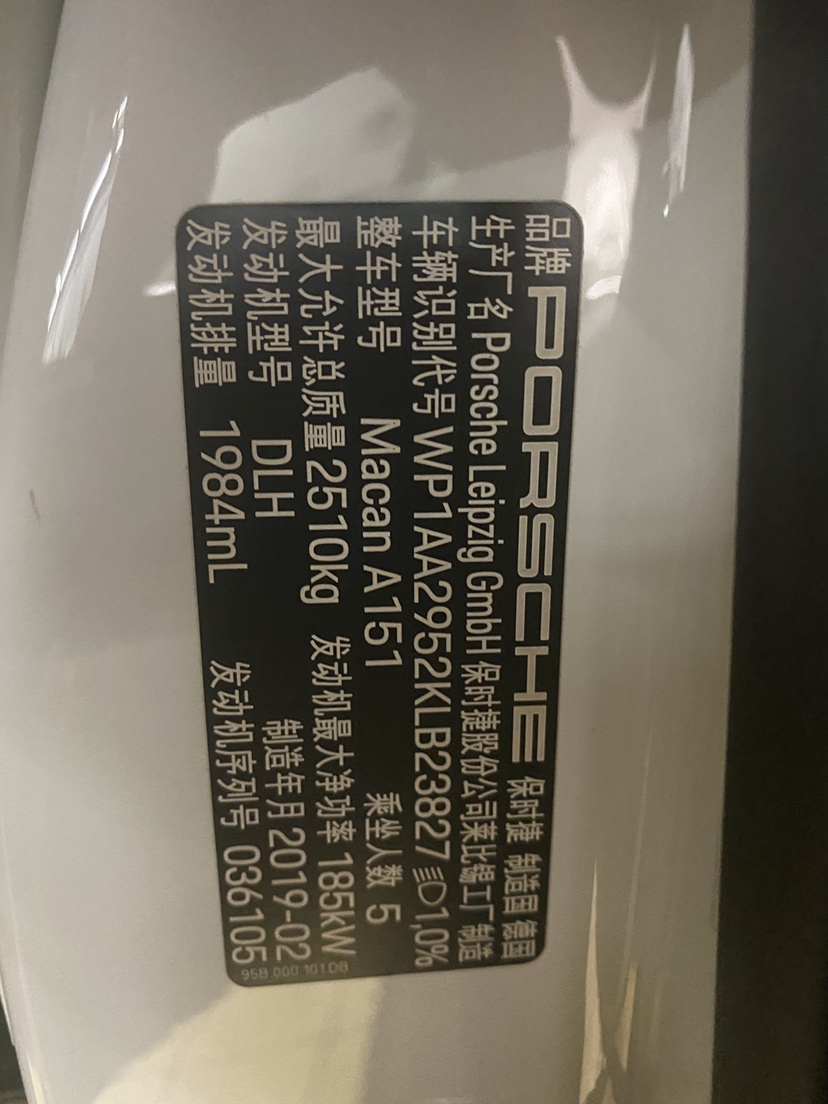 品牌 PORSCHE 保时捷 制造国 德国
生产厂名 Porsche Leipzig GmbH 保时捷股份公司莱比锡工厂制造
车辆识别代号 WP1AA2952KLB23827 1,0%
整车型号 Macan A151 乘坐人数 5
最大允许总质量 2510kg 发动机最大净功率 185kW
发动机型号 DLH 制造年月 2019-02
发动机排量 1984mL 发动机序列号 036105
95B 000 101 DB